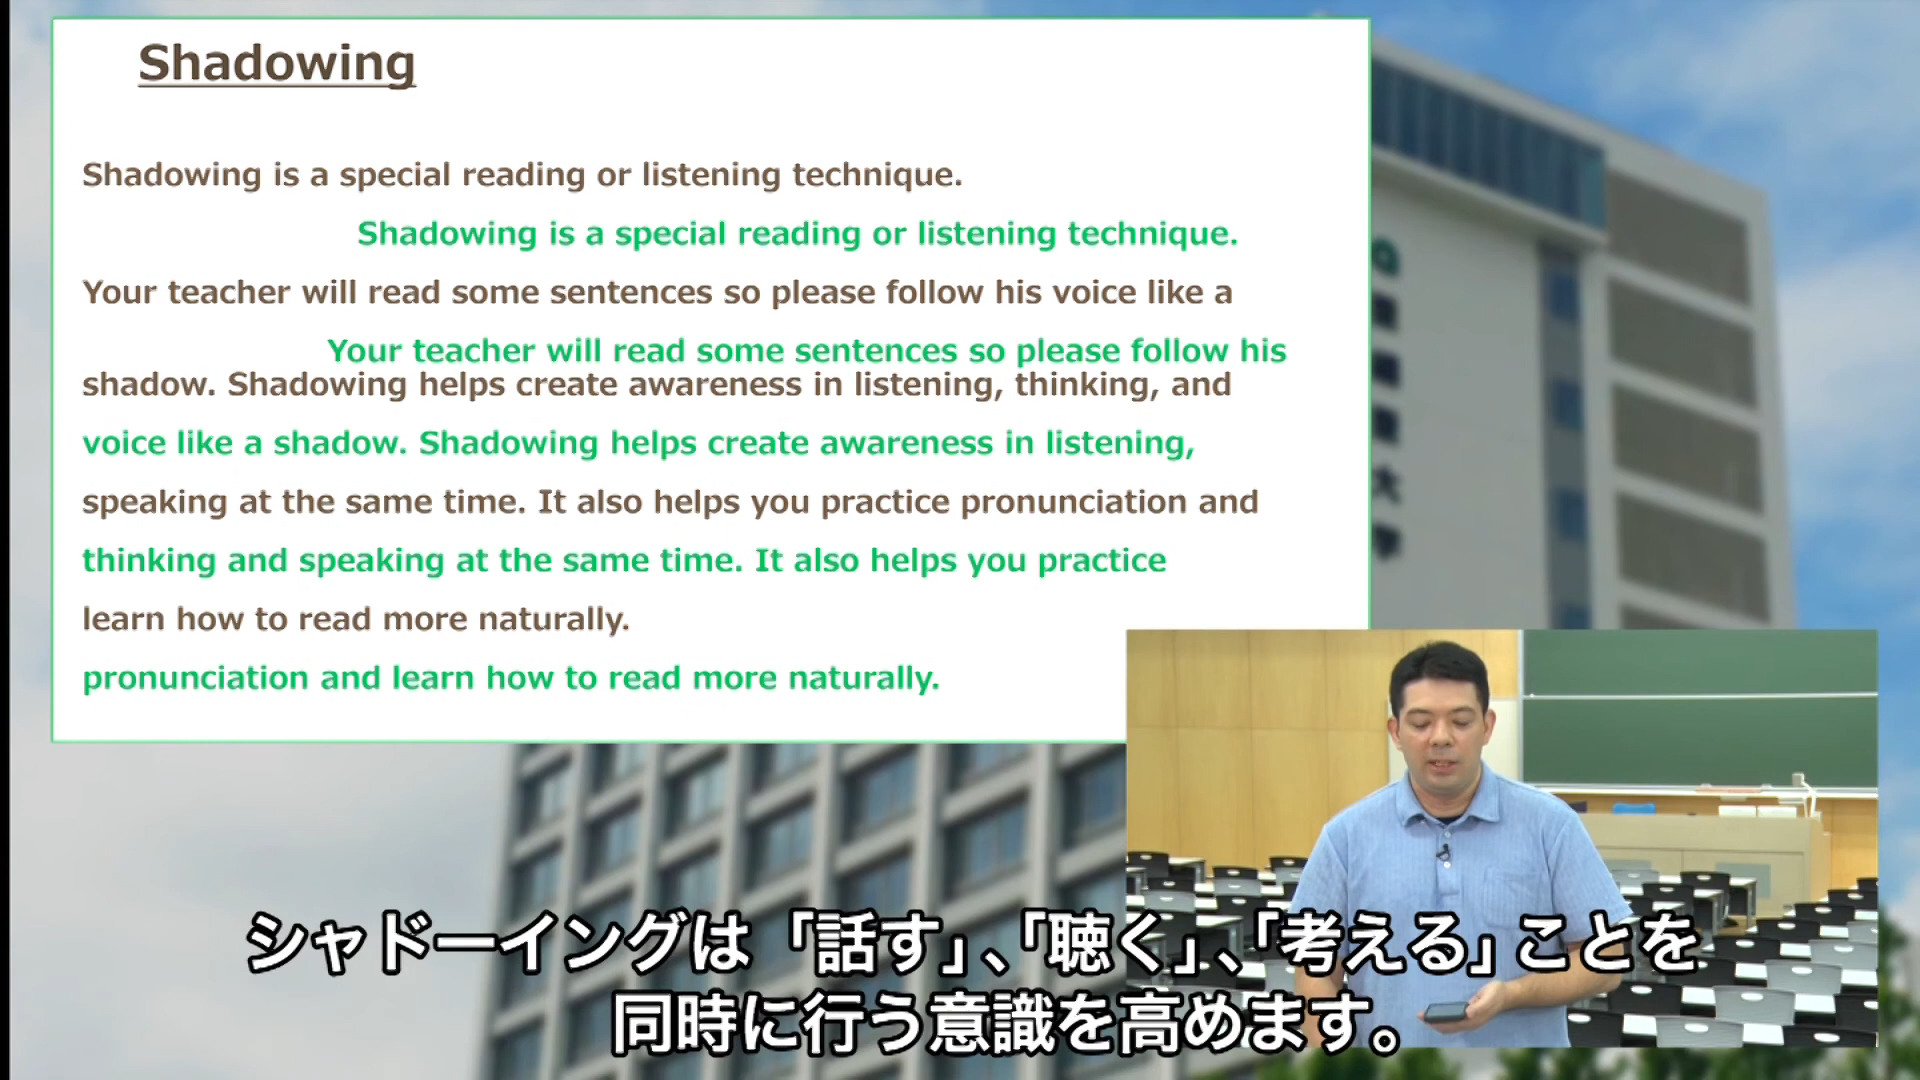 Shadowing
Shadowing is a special reading or listening technique.
Shadowing is a special reading or listening technique.
Your teacher will read some sentences so please follow his voice like a
Your teacher will read some sentences so please follow his
shadow. Shadowing helps create awareness in listening, thinking, and
voice like a shadow. Shadowing helps create awareness in listening,
speaking at the same time. It also helps you practice pronunciation and
thinking and speaking at the same time. It also helps you practice
learn how to read more naturally.
pronunciation and learn how to read more naturally.
シャドーイングは「話す」、「聴く」、「考える」ことを
同時に行う意識を高めます。